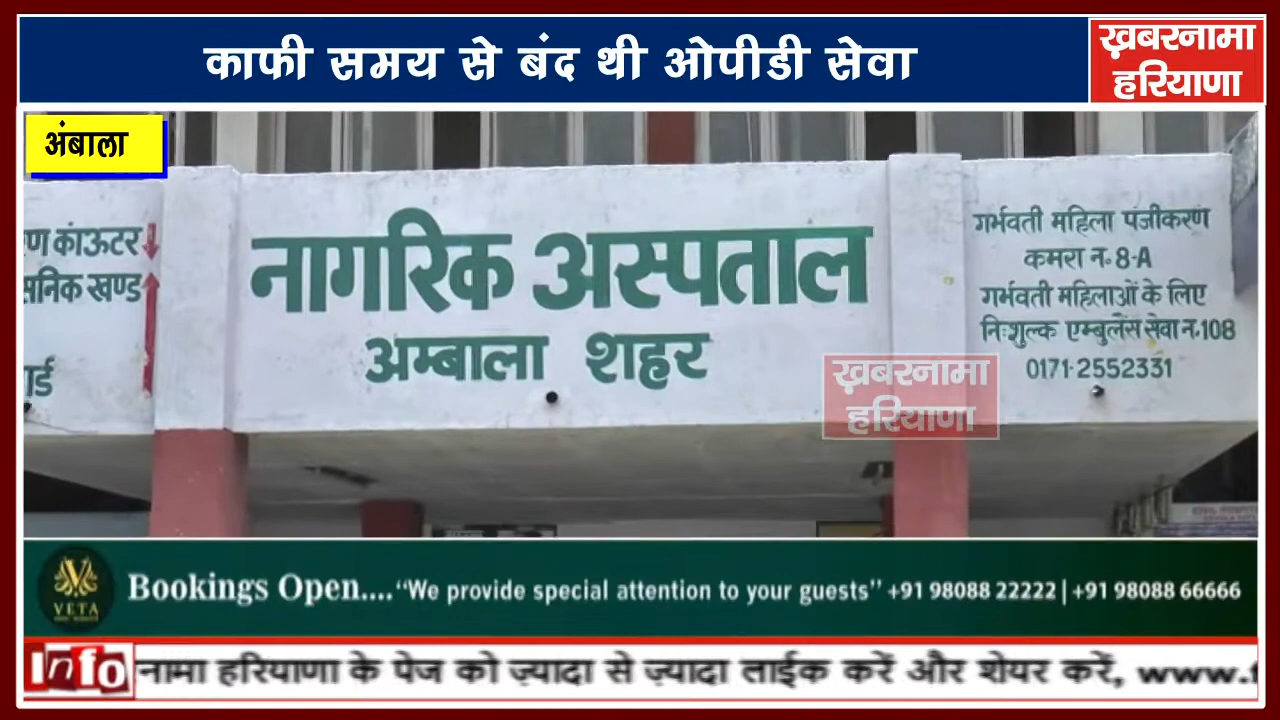 काफी समय से बंद थी ओपीडी सेवा
ख़बरनामा
हरियाणा
अंबाला
ण काऊटर
सनिक खण्ड
ार्ड
नागरिक अस्पताल
अम्बाला शहर
गर्भवती महिला पंजीकरण
कमरा न॰ 8-A
गर्भवती महिलाओं के लिए
निःशुल्क एम्बुलेंस सेवा न॰108
0171-2552331
ख़बरनामा
हरियाणा
VETA
Bookings Open...."We provide special attention to your guests" +91 98088 22222 | +91 98088 66666
Info
नामा हरियाणा के पेज को ज़्यादा से ज़्यादा लाईक करें और शेयर करें, www.f